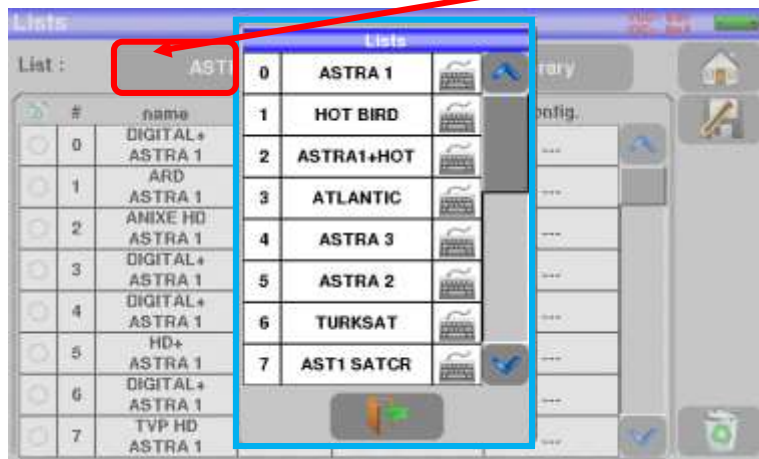 Lists
List :
AST
rary
# name onfig.
0 DIGITAL+
ASTRA 1 ---
1 ARD
ASTRA 1 ---
2 ANIXE HD
ASTRA 1 ---
3 DIGITAL+
ASTRA 1 ---
4 DIGITAL+
ASTRA 1 ---
5 HD+
ASTRA 1 ---
6 DIGITAL+
ASTRA 1 ---
7 TVP HD
ASTRA 1 ---
Lists
0 ASTRA 1
1 HOT BIRD
2 ASTRA1+HOT
3 ATLANTIC
4 ASTRA 3
5 ASTRA 2
6 TURKSAT
7 AST1 SATCR